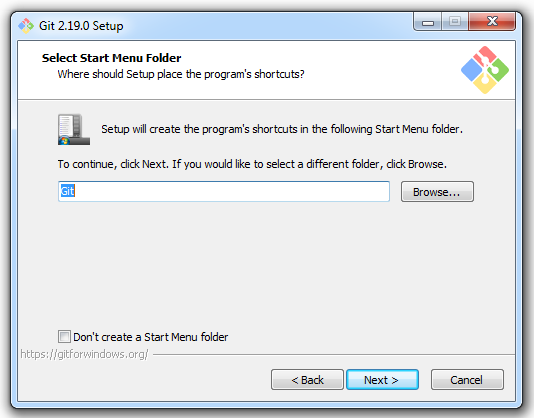 Git 2.19.0 Setup
Select Start Menu Folder
Where should Setup place the program's shortcuts?
Setup will create the program's shortcuts in the following Start Menu folder.
To continue, click Next. If you would like to select a different folder, click Browse.
Git
Browse...
Don't create a Start Menu folder
https://gitforwindows.org/
< Back
Next >
Cancel